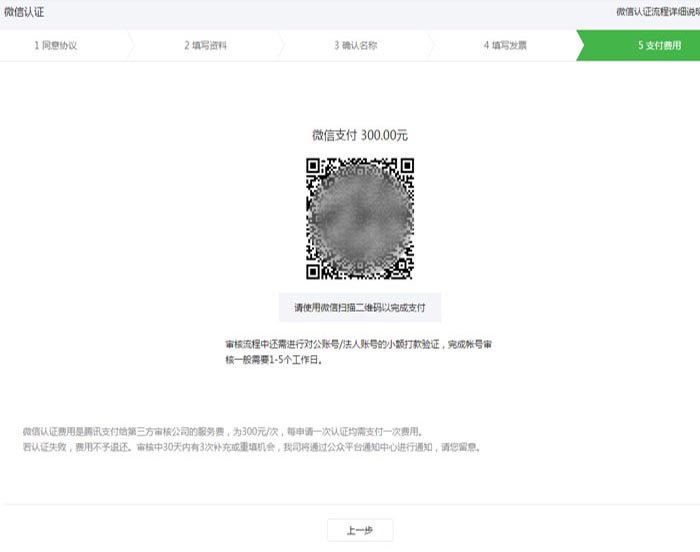 微信认证
微信认证流程详细说明
1 同意协议
2 填写资料
3 确认名称
4 填写发票
5 支付费用
微信支付 300.00元
请使用微信扫描二维码以完成支付
审核流程中还需进行对公账号/法人账号的小额打款验证，完成帐号审
核一般需要1-5个工作日。
微信认证费用是腾讯支付给第三方审核公司的服务费，为300元/次，每申请一次认证均需支付一次费用。
若认证失败，费用不予退还。审核中30天内有3次补充或重填机会，我司将通过公众平台通知中心进行通知，请您留意。
上一步